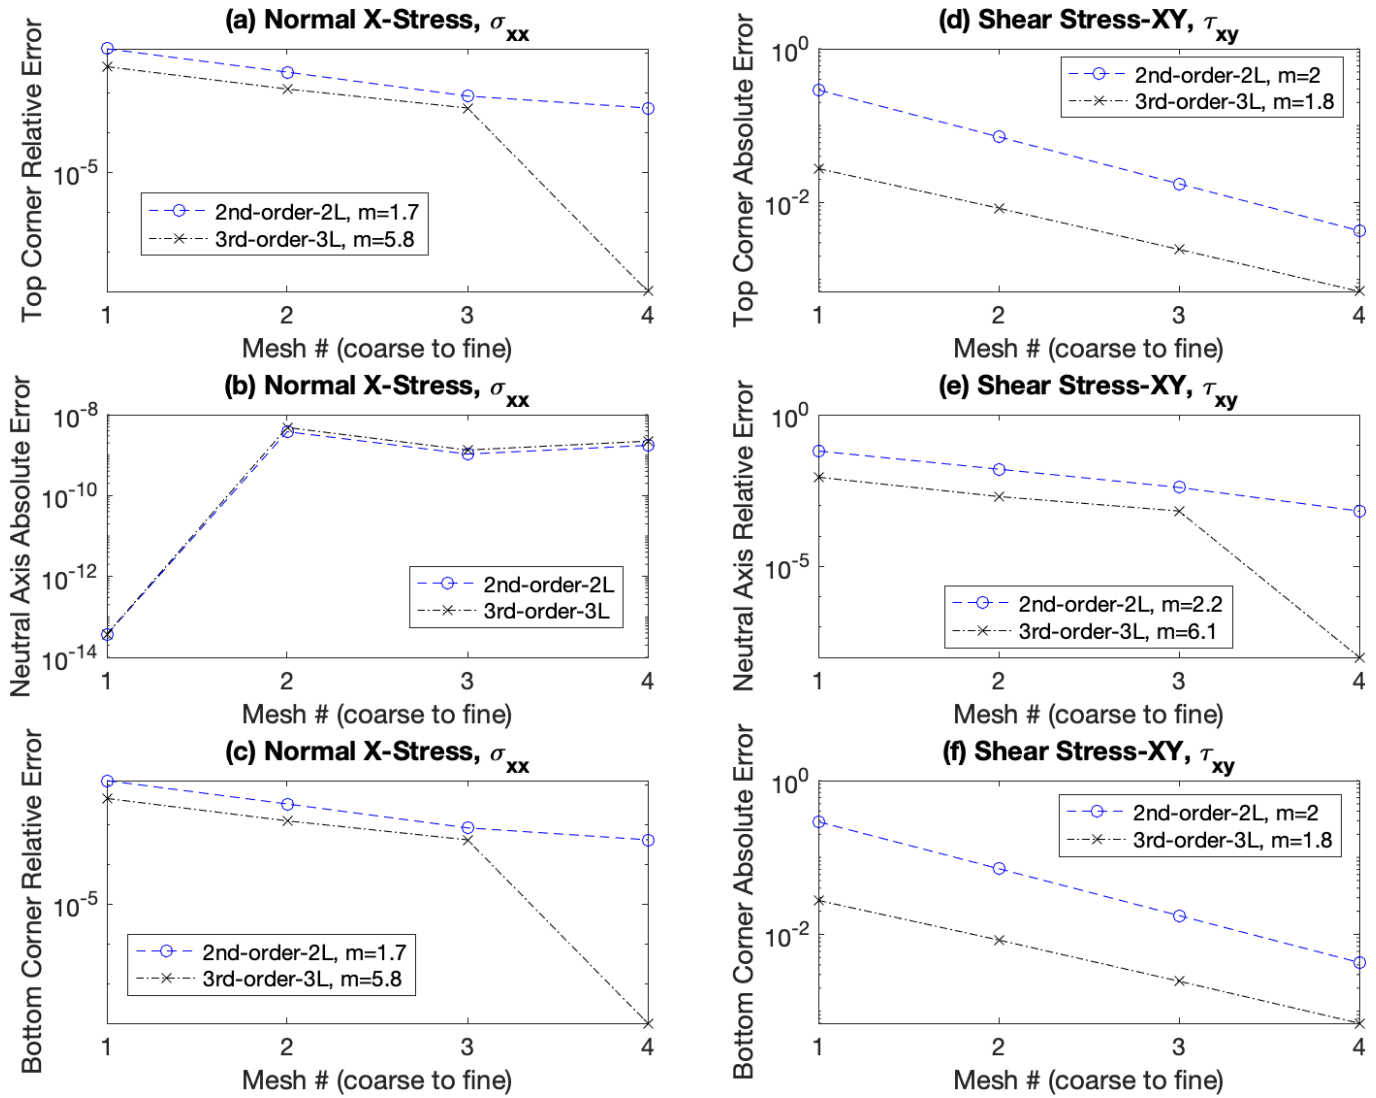 (a) Normal X-Stress, σxx
Top Corner Relative Error
10^-5
2nd-order-2L, m=1.7
3rd-order-3L, m=5.8
1 2 3 4
Mesh # (coarse to fine)
(d) Shear Stress-XY, τxy
Top Corner Absolute Error
10^0
10^-2
2nd-order-2L, m=2
3rd-order-3L, m=1.8
1 2 3 4
Mesh # (coarse to fine)
(b) Normal X-Stress, σxx
Neutral Axis Absolute Error
10^-8
10^-10
10^-12
10^-14
2nd-order-2L
3rd-order-3L
1 2 3 4
Mesh # (coarse to fine)
(e) Shear Stress-XY, τxy
Neutral Axis Relative Error
10^0
10^-5
2nd-order-2L, m=2.2
3rd-order-3L, m=6.1
1 2 3 4
Mesh # (coarse to fine)
(c) Normal X-Stress, σxx
Bottom Corner Relative Error
10^-5
2nd-order-2L, m=1.7
3rd-order-3L, m=5.8
1 2 3 4
Mesh # (coarse to fine)
(f) Shear Stress-XY, τxy
Bottom Corner Absolute Error
10^0
10^-2
2nd-order-2L, m=2
3rd-order-3L, m=1.8
1 2 3 4
Mesh # (coarse to fine)